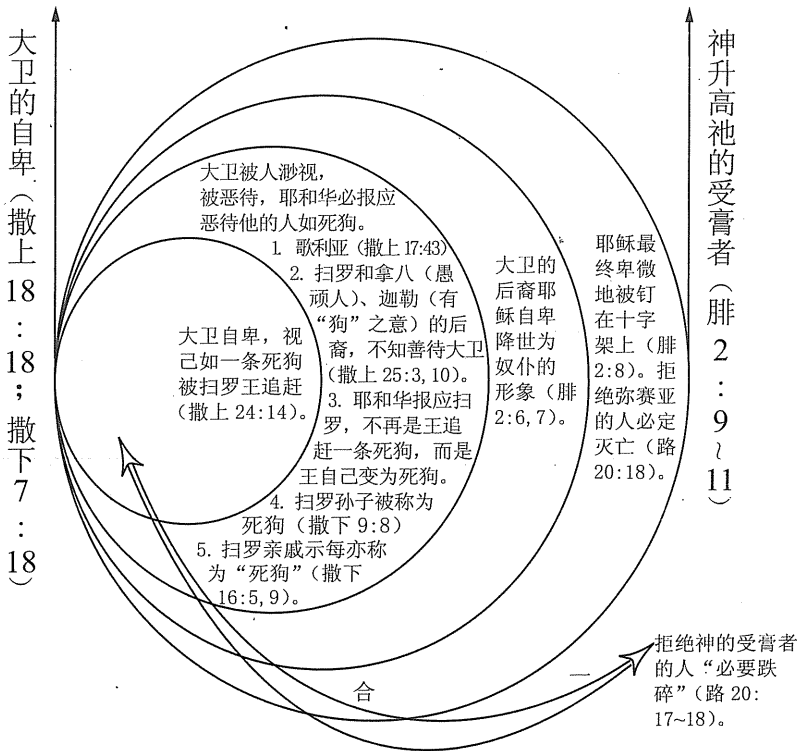 大卫的自卑（撒上18：18；撒下7：18）
大卫被人渺视，
被恶待，耶和华必报应
恶待他的人如死狗。
1. 歌利亚（撒上17:43）
2. 扫罗和拿八（愚
顽人）、迦勒（有
“狗”之意）的后
裔，不知善待大卫
（撒上25:3,10）。
3. 耶和华报应扫
罗，不再是王追
赶一条死狗，而是
王自己变为死狗。
4. 扫罗孙子被称为
死狗（撒下9:8）
5. 扫罗亲戚示每亦称
为“死狗”（撒下
16:5,9）。
大卫自卑，视
己如一条死狗
被扫罗王追赶
（撒上24:14）。
大卫的
后裔耶
稣自卑
降世为
奴仆的
形象（腓
2:6,7）。
耶稣最
终卑微
地被钉
在十字
架上（腓
2:8）。拒
绝弥赛亚
的人必定
灭亡（路
20:18）。
神升高祂的受膏者（腓2：9~11）
合一
拒绝神的受膏者
的人“必要跌
碎”（路20:
17~18）。